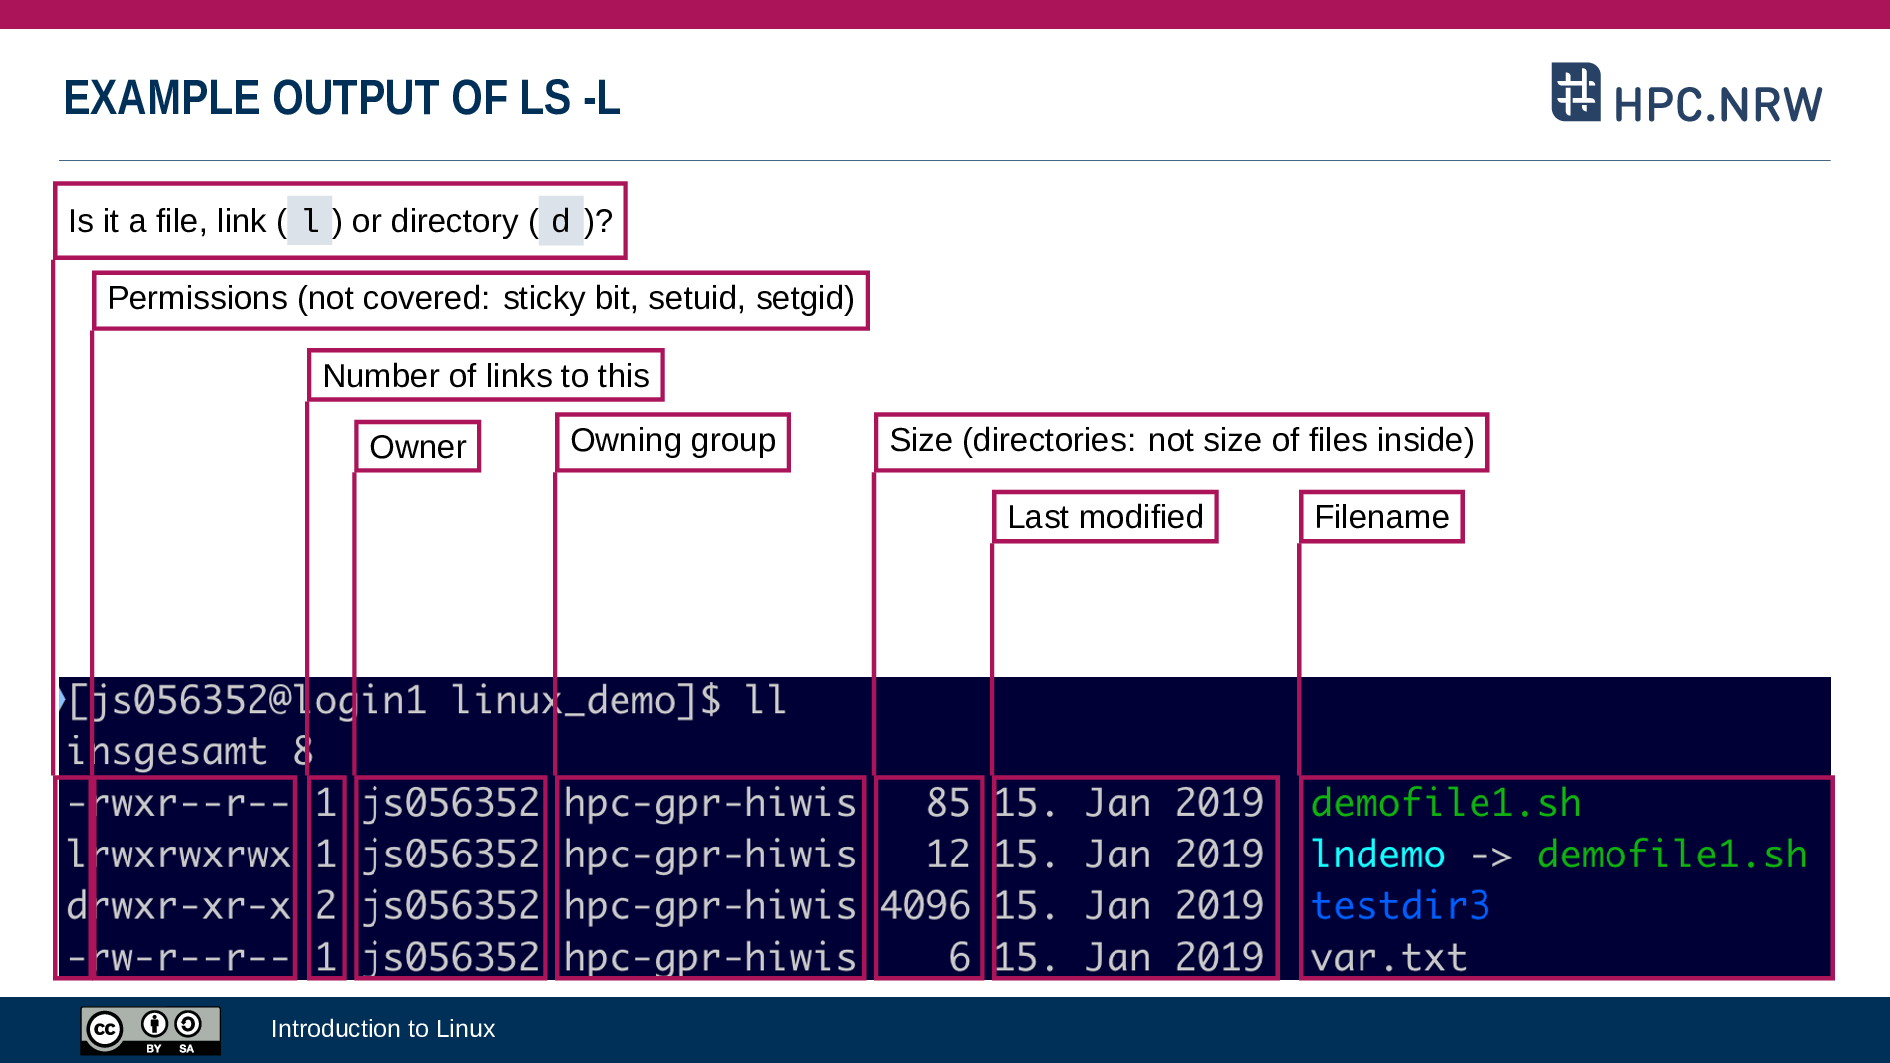 EXAMPLE OUTPUT OF LS -L
HPC.NRW
Is it a file, link ( l ) or directory ( d )?
Permissions (not covered: sticky bit, setuid, setgid)
Number of links to this
Owner
Owning group
Size (directories: not size of files inside)
Last modified
Filename
[js056352@login1 linux_demo]$ ll
insgesamt 8
-rwxr--r-- 1 js056352 hpc-gpr-hiwis 85 15. Jan 2019 demofile1.sh
lrwxrwxrwx 1 js056352 hpc-gpr-hiwis 12 15. Jan 2019 lndemo -> demofile1.sh
drwxr-xr-x 2 js056352 hpc-gpr-hiwis 4096 15. Jan 2019 testdir3
-rw-r--r-- 1 js056352 hpc-gpr-hiwis 6 15. Jan 2019 var.txt
cc BY SA
Introduction to Linux